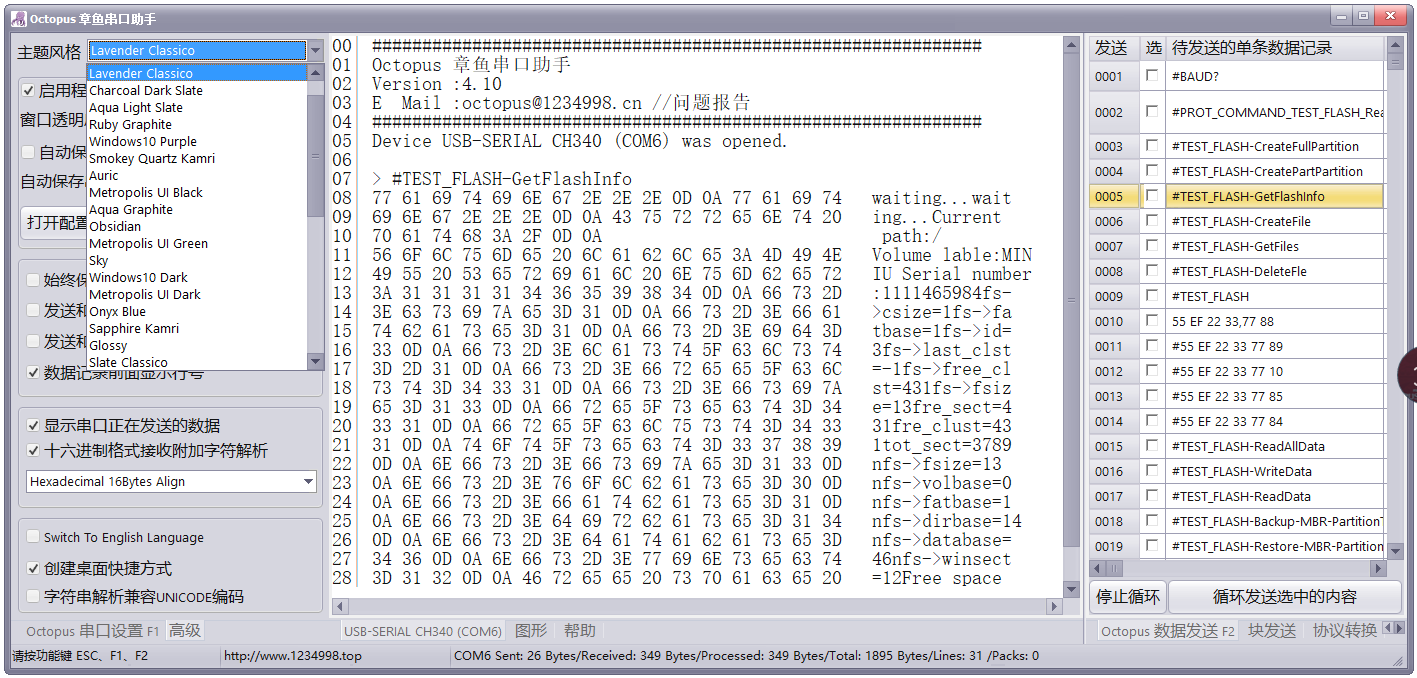 Octopus 章鱼串口助手
主题风格 Lavender Classico
Lavender Classico
Charcoal Dark Slate
Aqua Light Slate
Ruby Graphite
Windows10 Purple
Smokey Quartz Kamri
Auric
Metropolis UI Black
Aqua Graphite
Obsidian
Metropolis UI Green
Sky
Windows10 Dark
Metropolis UI Dark
Onyx Blue
Sapphire Kamri
Glossy
Slate Classico
启用程
窗口透明
自动保
自动保存
打开配置
始终保
发送和
发送和
数据记录前面显示行号
显示串口正在发送的数据
十六进制格式接收附加字符解析
Hexadecimal 16Bytes Align
Switch To English Language
创建桌面快捷方式
字符串解析兼容UNICODE编码
Octopus 串口设置 F1 高级
00 #############################################################
01 Octopus 章鱼串口助手
02 Version :4.10
03 E Mail :octopus@1234998.cn //问题报告
04 #############################################################
05 Device USB-SERIAL CH340 (COM6) was opened.
06
07 > #TEST_FLASH-GetFlashInfo
08 77 61 69 74 69 6E 67 2E 2E 2E 0D 0A 77 61 69 74 waiting...wait
09 69 6E 67 2E 2E 2E 0D 0A 43 75 72 72 65 6E 74 20 ing...Current
10 70 61 74 68 3A 2F 0D 0A path:/
11 56 6F 6C 75 6D 65 20 6C 61 62 6C 65 3A 4D 49 4E Volume lable:MIN
12 49 55 20 53 65 72 69 61 6C 20 6E 75 6D 62 65 72 IU Serial number
13 3A 31 31 31 31 34 36 35 39 38 34 0D 0A 66 73 2D :1111465984fs-
14 3E 63 73 69 7A 65 3D 31 0D 0A 66 73 2D 3E 66 61 >csize=1fs->fa
15 74 62 61 73 65 3D 31 0D 0A 66 73 2D 3E 69 64 3D tbase=1fs->id=
16 33 0D 0A 66 73 2D 3E 6C 61 73 74 5F 63 6C 73 74 3fs->last_clst
17 3D 2D 31 0D 0A 66 73 2D 3E 66 72 65 65 5F 63 6C =-1fs->free_cl
18 73 74 3D 34 33 31 0D 0A 66 73 2D 3E 66 73 69 7A st=431fs->fsiz
19 65 3D 31 33 0D 0A 66 72 65 5F 73 65 63 74 3D 34 e=13fre_sect=4
20 33 31 0D 0A 66 72 65 5F 63 6C 75 73 74 3D 34 33 31fre_clust=43
21 31 0D 0A 74 6F 74 5F 73 65 63 74 3D 33 37 38 39 1tot_sect=3789
22 0D 0A 6E 66 73 2D 3E 66 73 69 7A 65 3D 31 33 0D nfs->fsize=13
23 0A 6E 66 73 2D 3E 76 6F 6C 62 61 73 65 3D 30 0D nfs->volbase=0
24 0A 6E 66 73 2D 3E 66 61 74 62 61 73 65 3D 31 0D nfs->fatbase=1
25 0A 6E 66 73 2D 3E 64 69 72 62 61 73 65 3D 31 34 nfs->dirbase=14
26 0D 0A 6E 66 73 2D 3E 64 61 74 61 62 61 73 65 3D nfs->database=
27 34 36 0D 0A 6E 66 73 2D 3E 77 69 6E 73 65 63 74 46nfs->winsect
28 3D 31 32 0D 0A 46 72 65 65 20 73 70 61 63 65 20 =12Free space
USB-SERIAL CH340 (COM6) 图形 帮助
发送 选 待发送的单条数据记录
0001 #BAUD?
0002 #PROT_COMMAND_TEST_FLASH_Rea
0003 #TEST_FLASH-CreateFullPartition
0004 #TEST_FLASH-CreatePartPartition
0005 #TEST_FLASH-GetFlashInfo
0006 #TEST_FLASH-CreateFile
0007 #TEST_FLASH-GetFiles
0008 #TEST_FLASH-DeleteFle
0009 #TEST_FLASH
0010 55 EF 22 33,77 88
0011 #55 EF 22 33 77 89
0012 #55 EF 22 33 77 10
0013 #55 EF 22 33 77 85
0014 #55 EF 22 33 77 84
0015 #TEST_FLASH-ReadAllData
0016 #TEST_FLASH-WriteData
0017 #TEST_FLASH-ReadData
0018 #TEST_FLASH-Backup-MBR-PartitionT
0019 #TEST_FLASH-Restore-MBR-Partition
停止循环 循环发送选中的内容
Octopus 数据发送 F2 块发送 协议转换
请按功能键 ESC、F1、F2 http://www.1234998.top COM6 Sent: 26 Bytes/Received: 349 Bytes/Processed: 349 Bytes/Total: 1895 Bytes/Lines: 31 /Packs: 0